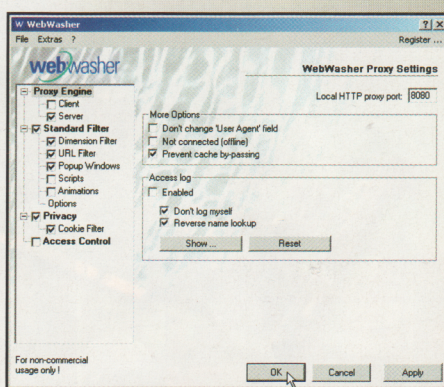 WebWasher
File Extras ? Register ...
webwasher
WebWasher Proxy Settings
Proxy Engine
Client
Server
Standard Filter
Dimension Filter
URL Filter
Popup Windows
Scripts
Animations
Options
Privacy
Cookie Filter
Access Control
Local HTTP proxy port: 8080
More Options
Don't change 'User Agent' field
Not connected (offline)
Prevent cache by-passing
Access log
Enabled
Don't log myself
Reverse name lookup
Show ... Reset
For non-commercial
usage only !
OK Cancel Apply